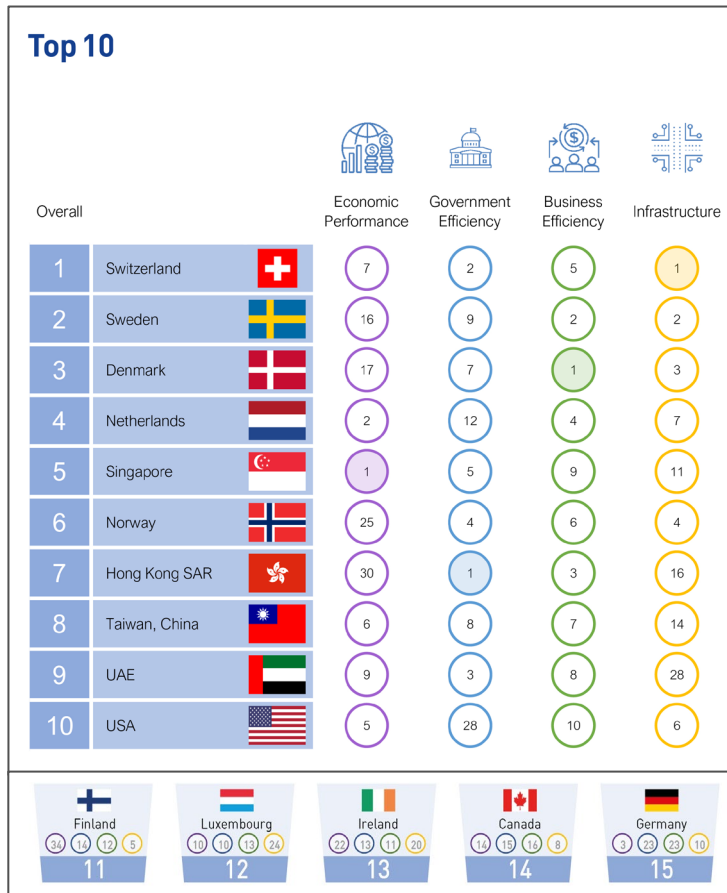 Top 10
Overall
Economic Performance
Government Efficiency
Business Efficiency
Infrastructure
1 Switzerland 7 2 5 1
2 Sweden 16 9 2 2
3 Denmark 17 7 1 3
4 Netherlands 2 12 4 7
5 Singapore 1 5 9 11
6 Norway 25 4 6 4
7 Hong Kong SAR 30 1 3 16
8 Taiwan, China 6 8 7 14
9 UAE 9 3 8 28
10 USA 5 28 10 6
Finland
34 14 12 5
11
Luxembourg
10 10 13 24
12
Ireland
22 13 11 20
13
Canada
14 15 16 8
14
Germany
3 23 23 10
15